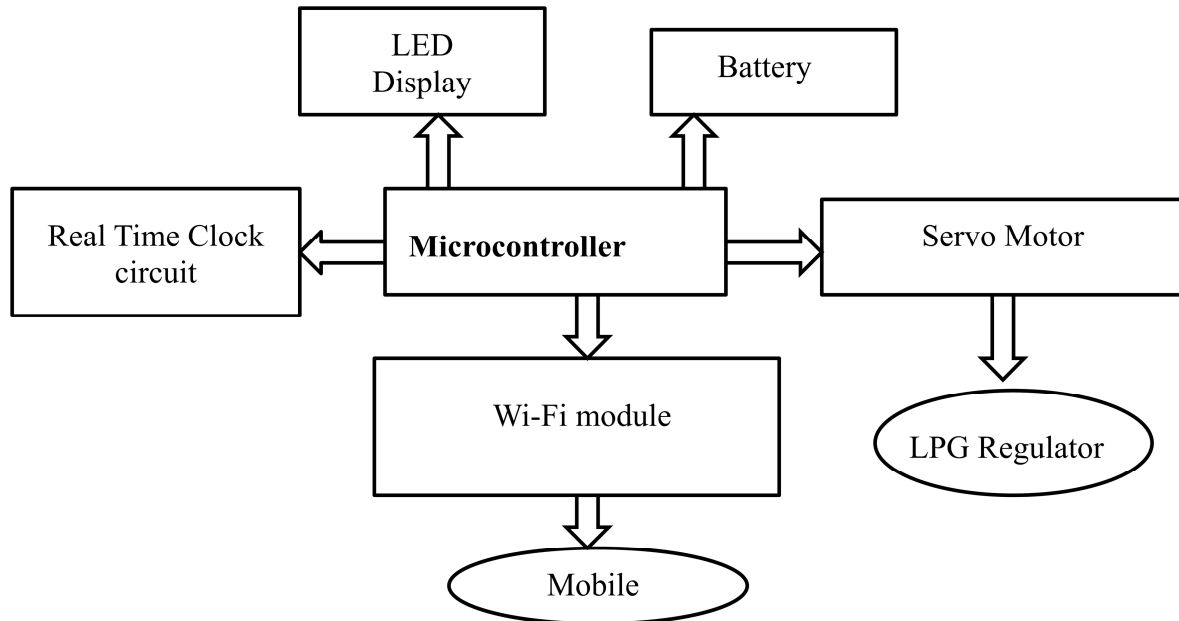 LED
Display
Battery
Real Time Clock
circuit
Microcontroller
Servo Motor
Wi-Fi module
LPG Regulator
Mobile